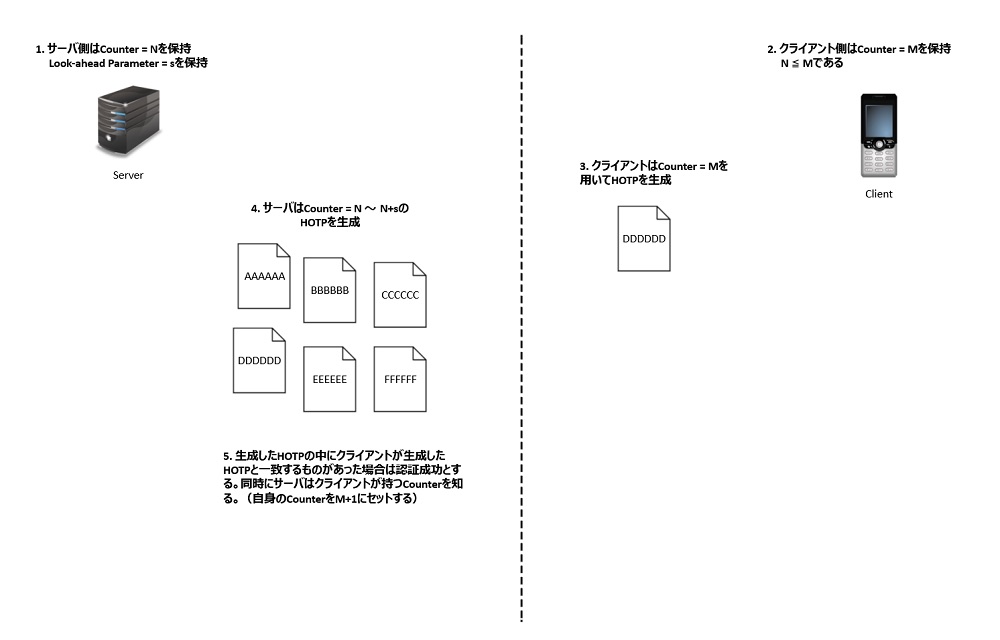 1. サーバ側はCounter = Nを保持
Look-ahead Parameter = sを保持
Server
2. クライアント側はCounter = Mを保持
N ≦ Mである
Client
3. クライアントはCounter = Mを
用いてHOTPを生成
DDDDDD
4. サーバはCounter = N ～ N+sの
HOTPを生成
AAAAAA
BBBBBB
CCCCCC
DDDDDD
EEEEEE
FFFFFF
5. 生成したHOTPの中にクライアントが生成した
HOTPと一致するものがあった場合は認証成功とす
る。同時にサーバはクライアントが持つCounterを知
る。（自身のCounterをM+1にセットする）